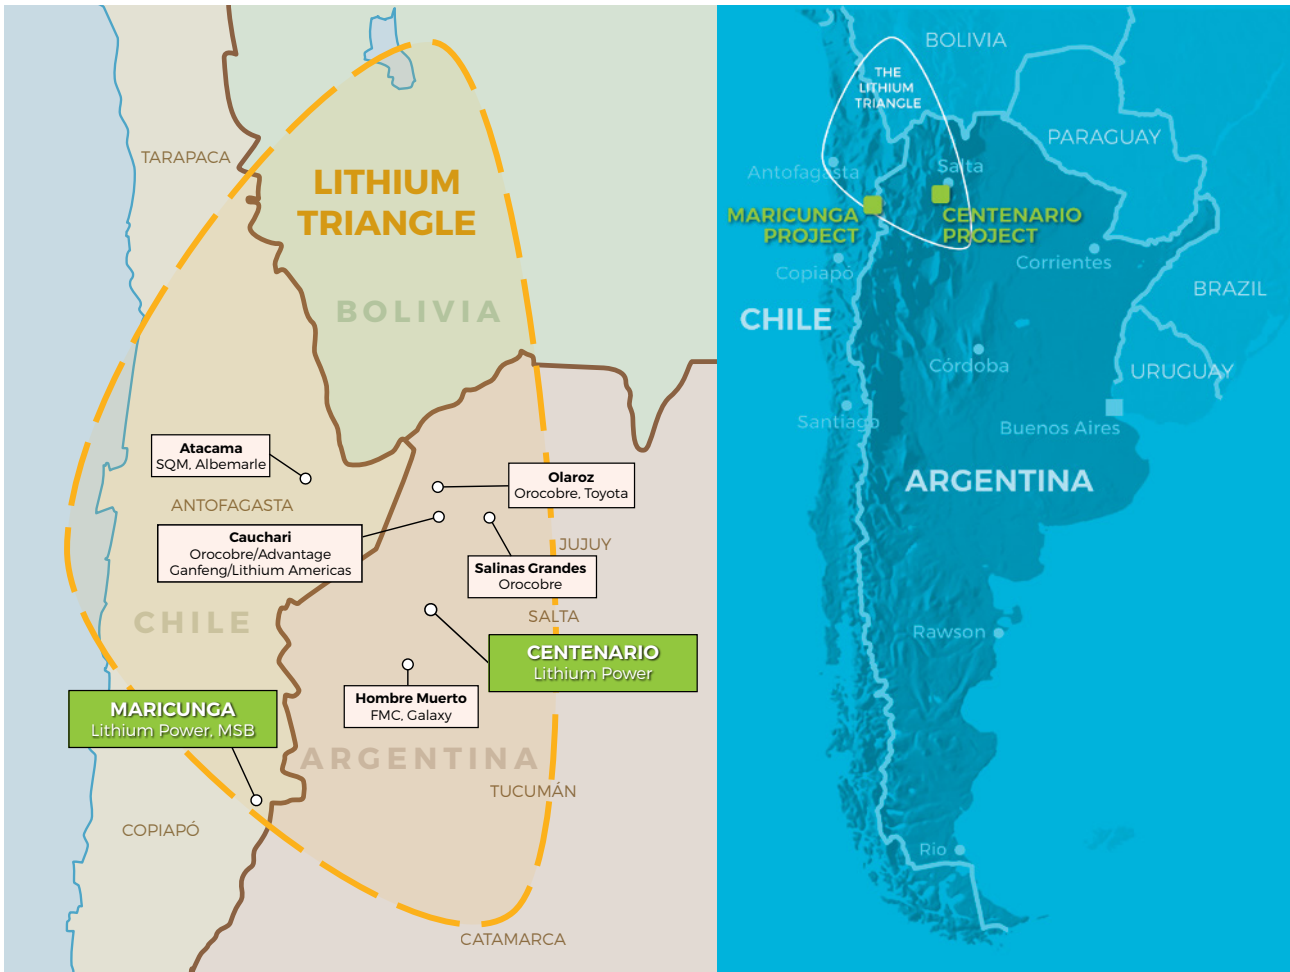 TARAPACA
LITHIUM
TRIANGLE
BOLIVIA
Atacama
SQM, Albemarle
ANTOFAGASTA
Olaroz
Orocobre, Toyota
Cauchari
Orocobre/Advantage
Ganfeng/Lithium Americas
JUJUY
Salinas Grandes
Orocobre
CHILE
SALTA
CENTENARIO
Lithium Power
Hombre Muerto
FMC, Galaxy
MARICUNGA
Lithium Power, MSB
ARGENTINA
TUCUMÁN
COPIAPÓ
CATAMARCA
BOLIVIA
THE
LITHIUM
TRIANGLE
PARAGUAY
Antofagasta
Salta
MARICUNGA
PROJECT
CENTENARIO
PROJECT
Copiapó
Corrientes
BRAZIL
CHILE
Córdoba
URUGUAY
Santiago
Buenos Aires
ARGENTINA
Rawson
Rio